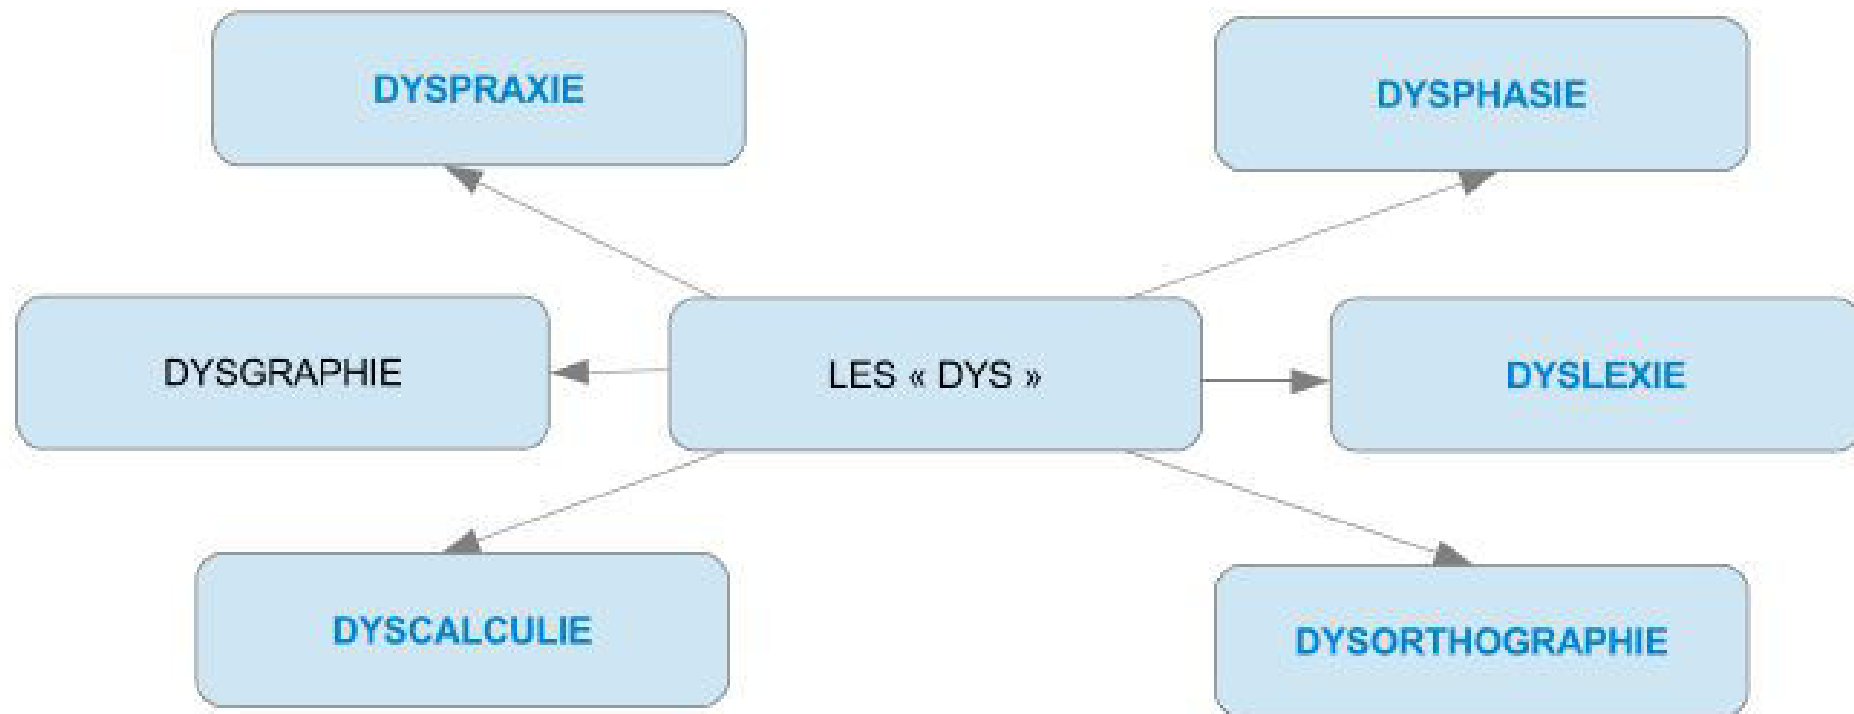 DYSPRAXIE
DYSPHASIE
DYSGRAPHIE
LES « DYS »
DYSLEXIE
DYSCALCULIE
DYSORTHOGRAPHIE